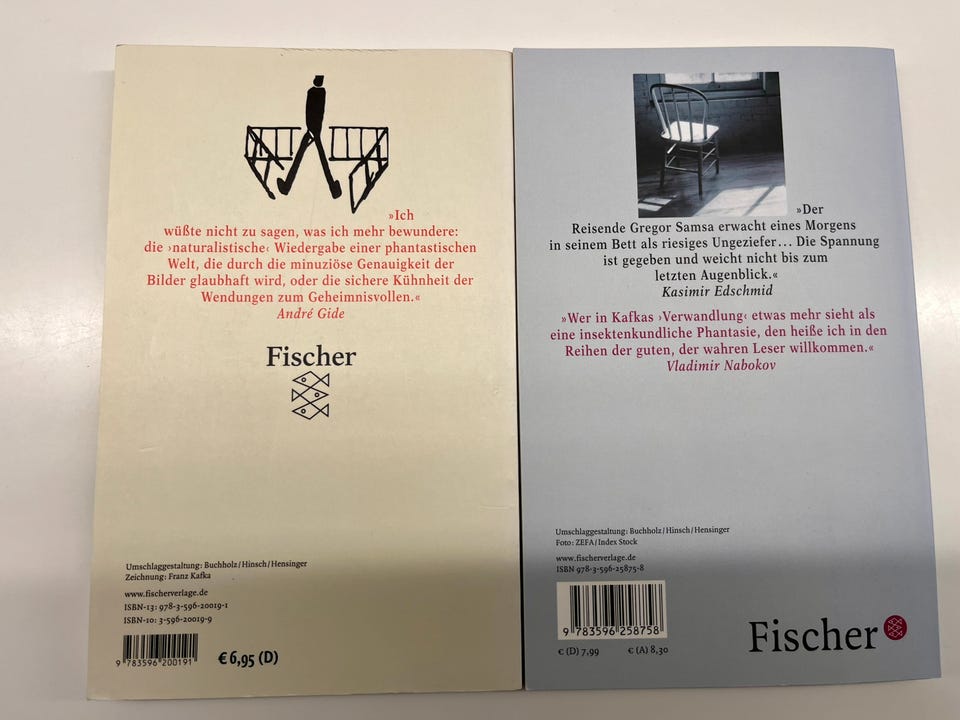 »Ich
wüßte nicht zu sagen, was ich mehr bewundere:
die ›naturalistische‹ Wiedergabe einer phantastischen
Welt, die durch die minuziöse Genauigkeit der
Bilder glaubhaft wird, oder die sichere Kühnheit der
Wendungen zum Geheimnisvollen.«
André Gide
Fischer
Umschlaggestaltung: Buchholz/Hinsch/Hensinger
Zeichnung: Franz Kafka
www.fischerverlage.de
ISBN-13: 978-3-596-20019-1
ISBN-10: 3-596-20019-9
9 783596 200191
€ 6,95 (D)
»Der
Reisende Gregor Samsa erwacht eines Morgens
in seinem Bett als riesiges Ungeziefer… Die Spannung
ist gegeben und weicht nicht bis zum
letzten Augenblick.«
Kasimir Edschmid
»Wer in Kafkas ›Verwandlung‹ etwas mehr sieht als
eine insektenkundliche Phantasie, den heiße ich in den
Reihen der guten, der wahren Leser willkommen.«
Vladimir Nabokov
Umschlaggestaltung: Buchholz/Hinsch/Hensinger
Foto: ZEFA/Index Stock
www.fischerverlage.de
ISBN 978-3-596-25875-8
9 783596 258758
€ (D) 7,99 € (A) 8,30
Fischer